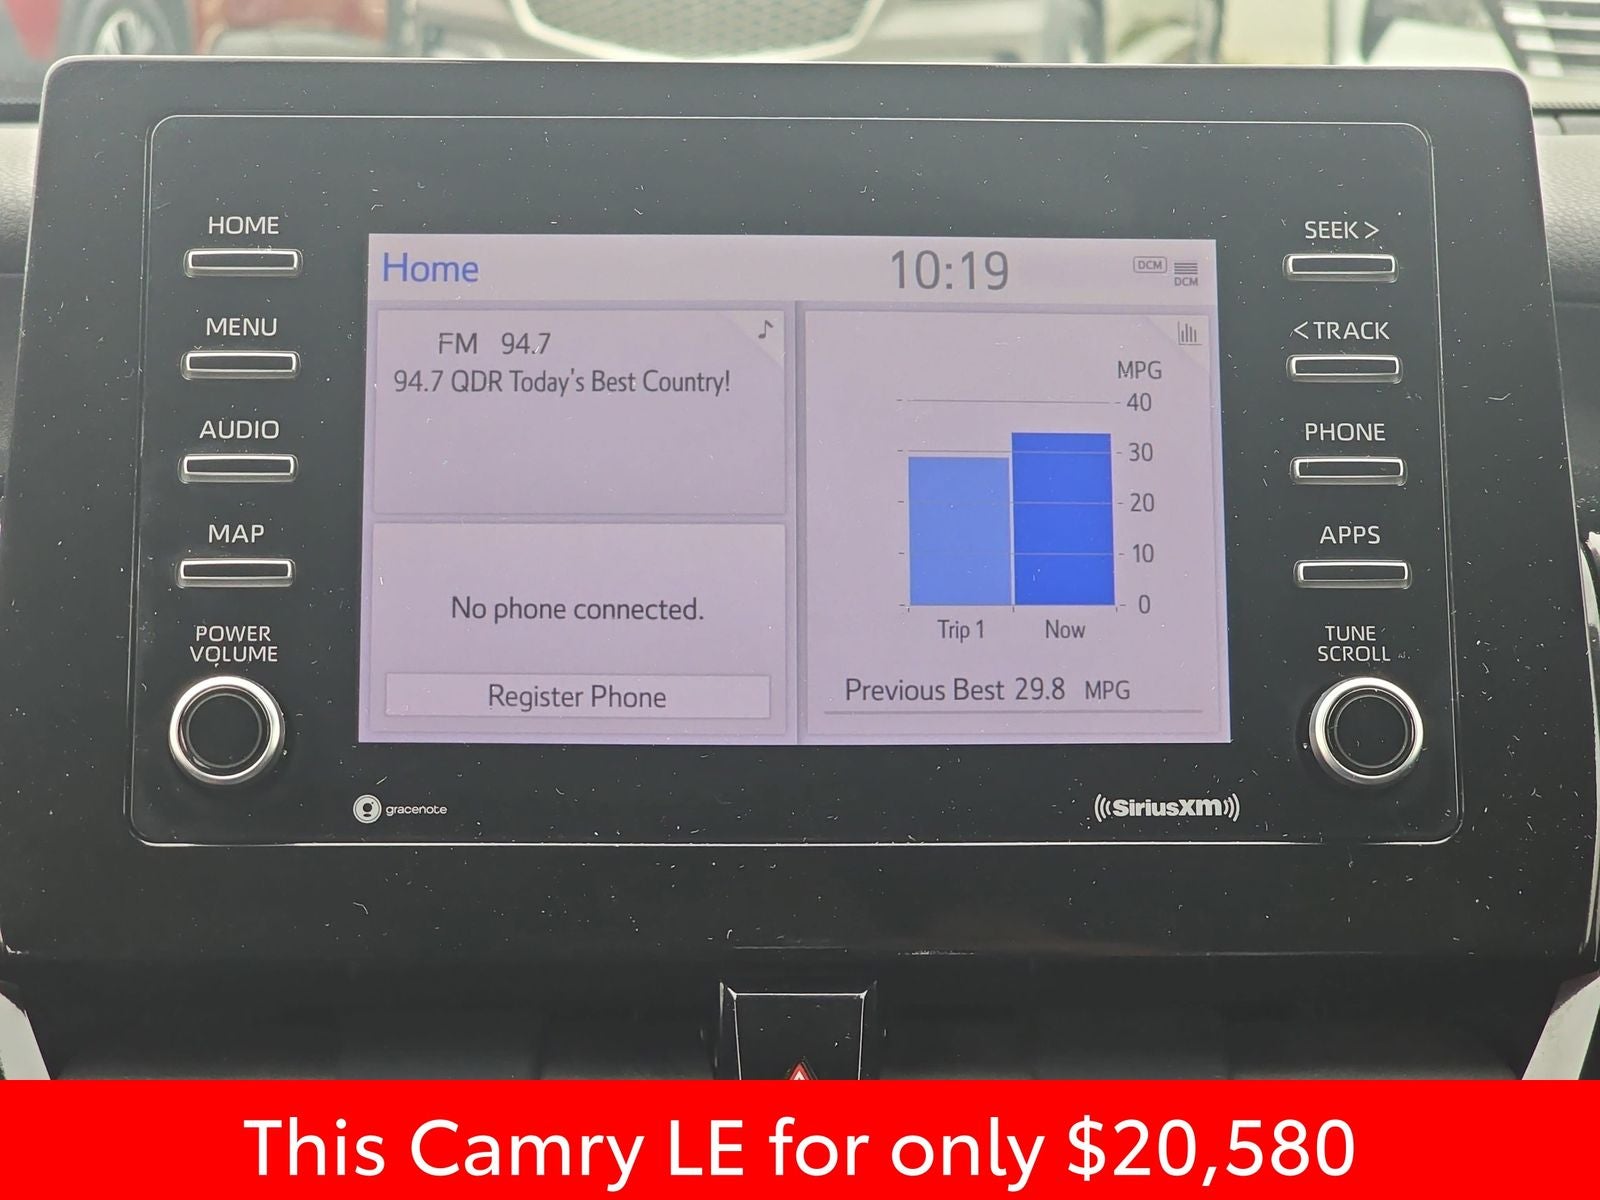 HOME
MENU
AUDIO
MAP
POWER
VOLUME
Home
10:19
DCM
DCM
FM 94.7
94.7 QDR Today's Best Country!
No phone connected.
Register Phone
MPG
40
30
20
10
0
Trip 1 Now
Previous Best 29.8 MPG
SEEK >
< TRACK
PHONE
APPS
TUNE
SCROLL
gracenote
((SiriusXM))
This Camry LE for only $20,580